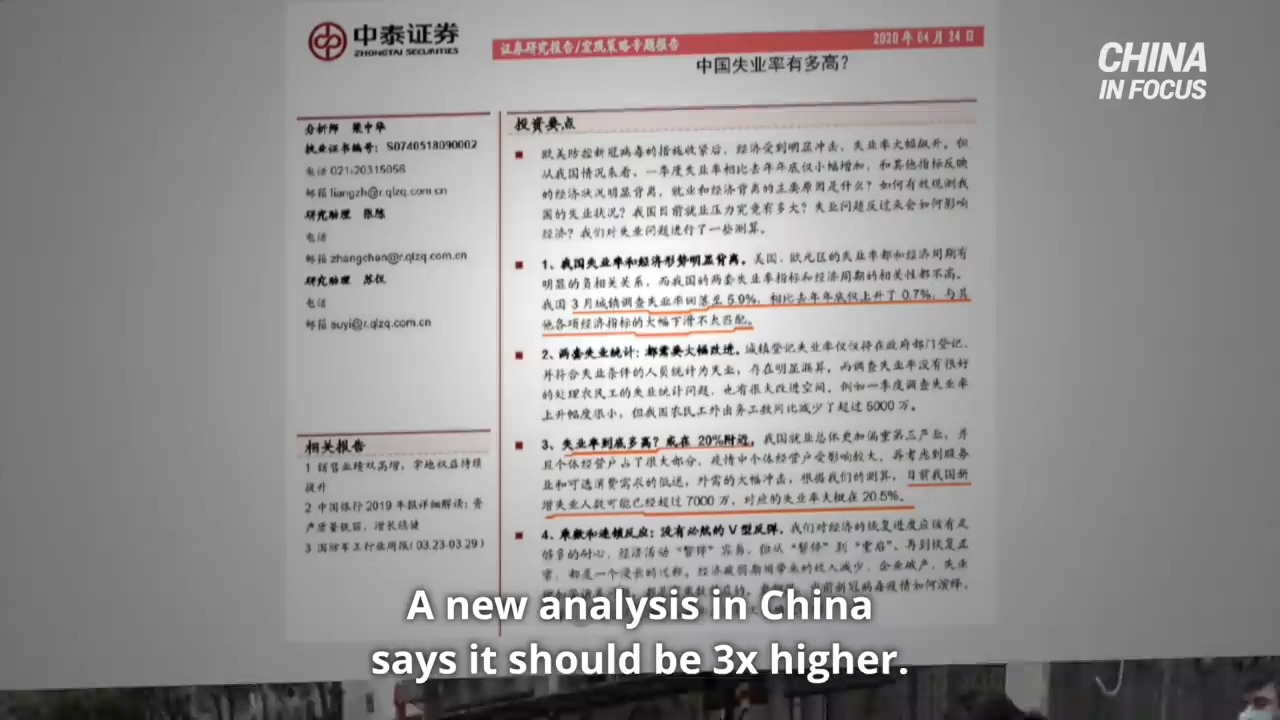 中泰证券
ZHONGTAI SECURITIES
证券研究报告/宏观策略专题报告
2020年04月24日
中国失业率有多高？
CHINA
IN FOCUS
分析师 梁中华
执业证书编号：S0740518090002
电话 021-20315056
邮箱 liangzh@r.qlzq.com.cn
研究助理 张陈
电话
邮箱 zhangchen@r.qlzq.com.cn
研究助理 苏仪
电话
邮箱 suyi@r.qlzq.com.cn
相关报告
1 销售业绩双高增，拿地权益持续
提升
2 中国银行2019年报详细解读：资
产质量靓丽，增长稳健
3 国防军工行业周报(03.23-03.29)
投资要点
欧美防控新冠病毒的措施收紧后，经济受到明显冲击，失业率大幅飙升。但
从我国情况来看，一季度失业率相比去年年底仅小幅增加，和其他指标反映
的经济状况明显背离，就业和经济背离的主要原因是什么？如何有效观测我
国的失业状况？我国目前就业压力究竟有多大？失业问题反过来会如何影响
经济？我们对失业问题进行了一些测算。
1、我国失业率和经济形势明显背离。美国、欧元区的失业率都和经济周期有
明显的负相关关系，而我国的两套失业率指标和经济周期的相关性都不高。
我国3月城镇调查失业率回落至5.9%，相比去年年底仅上升了0.7%，与其
他各项经济指标的大幅下滑不太匹配。
2、两套失业统计：都需要大幅改进。城镇登记失业率仅仅将在政府部门登记、
并符合失业条件的人员统计为失业，存在明显漏算。而调查失业率没有很好
的处理农民工的失业统计问题，也有很大改进空间，例如一季度调查失业率
上升幅度很小，但我国农民工外出务工数同比减少了超过5000万。
3、失业率到底多高？或在20%附近。我国就业总体更加偏重第三产业，并
且个体经营户占了很大部分，疫情中个体经营户受影响较大，再考虑到服务
业和可选消费需求的低迷，外需的大幅冲击，根据我们的测算，目前我国新
增失业人数可能已经超过7000万，对应的失业率大概在20.5%。
4、乘数和连锁反应：没有必然的V型反弹。我们对经济的恢复进度应该有足
够多的耐心，经济活动“暂停”容易，但从“暂停”到“重启”，再到恢复正
常，都是一个漫长的过程。经济疲弱期间带来的收入减少，企业破产，失业
当前新冠病毒疫情如何演绎，
A new analysis in China
says it should be 3x higher.